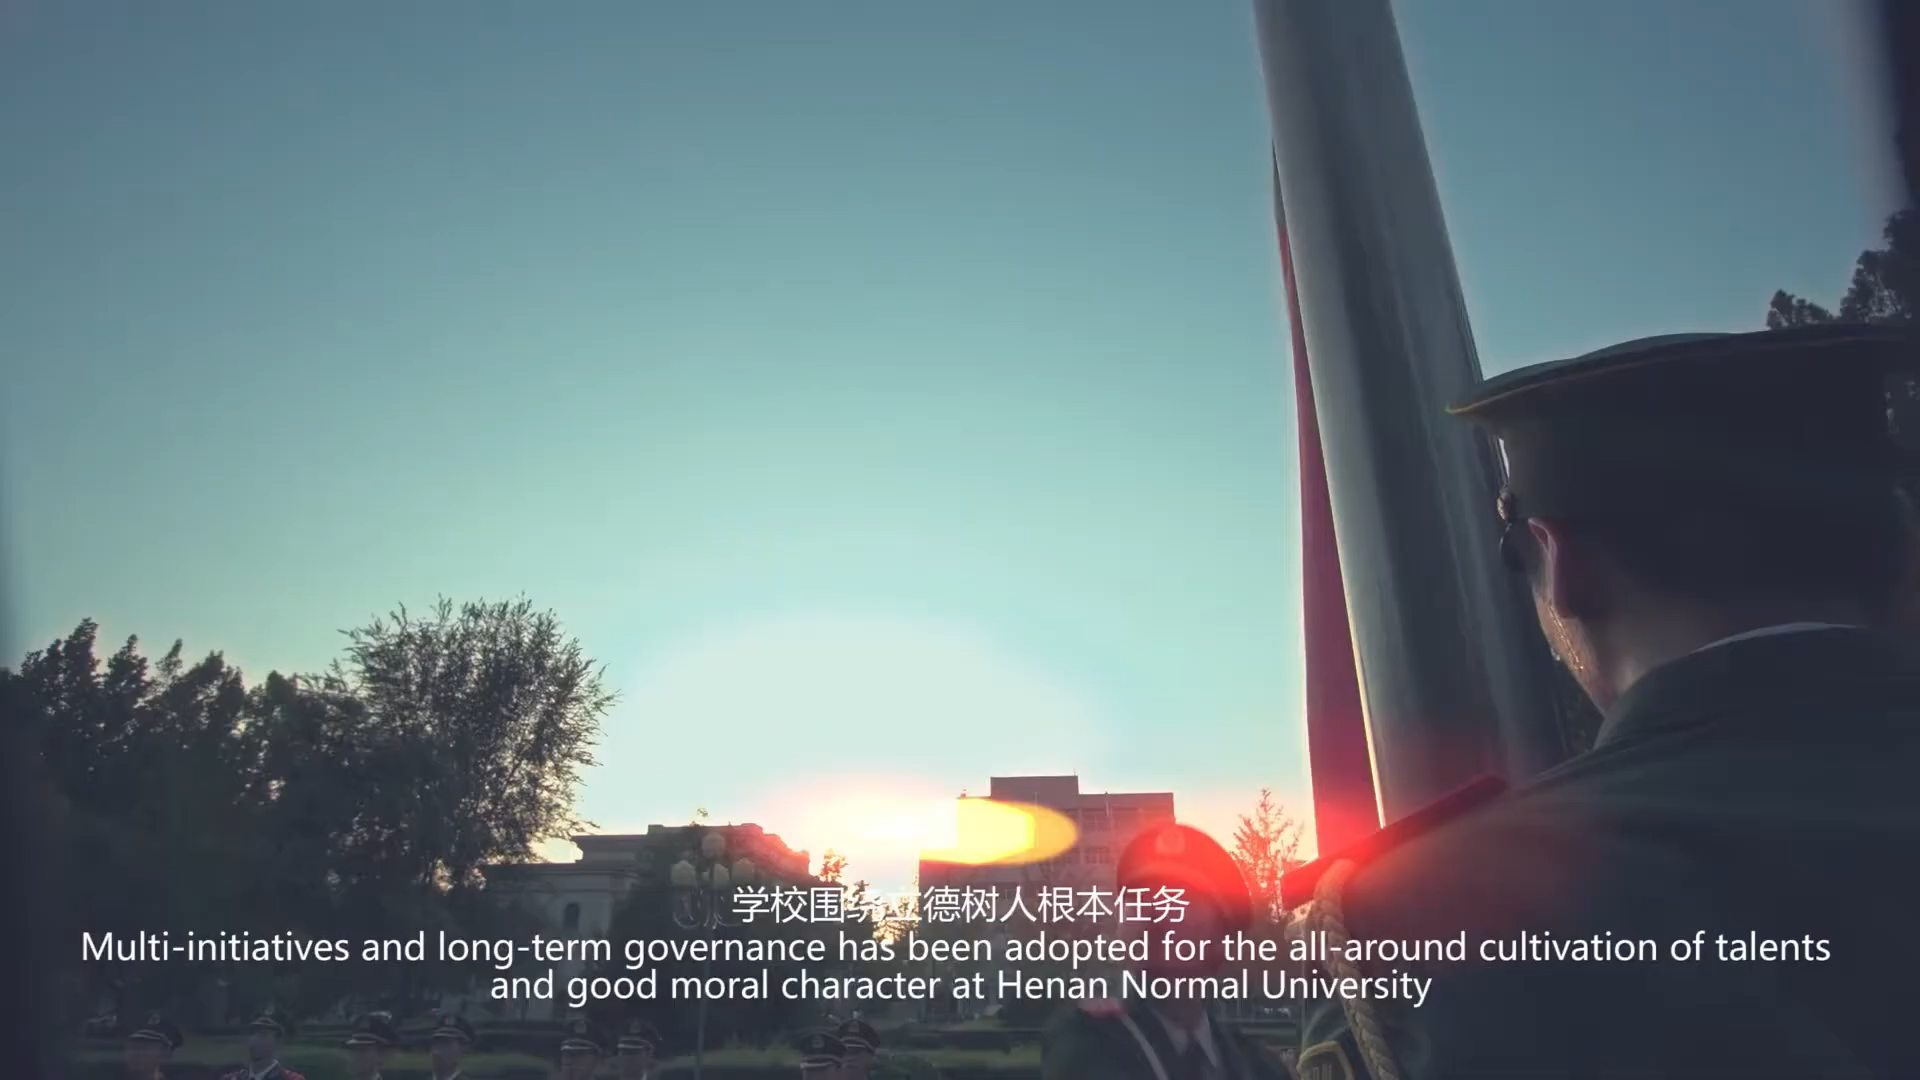 学校围绕立德树人根本任务
Multi-initiatives and long-term governance has been adopted for the all-around cultivation of talents
and good moral character at Henan Normal University